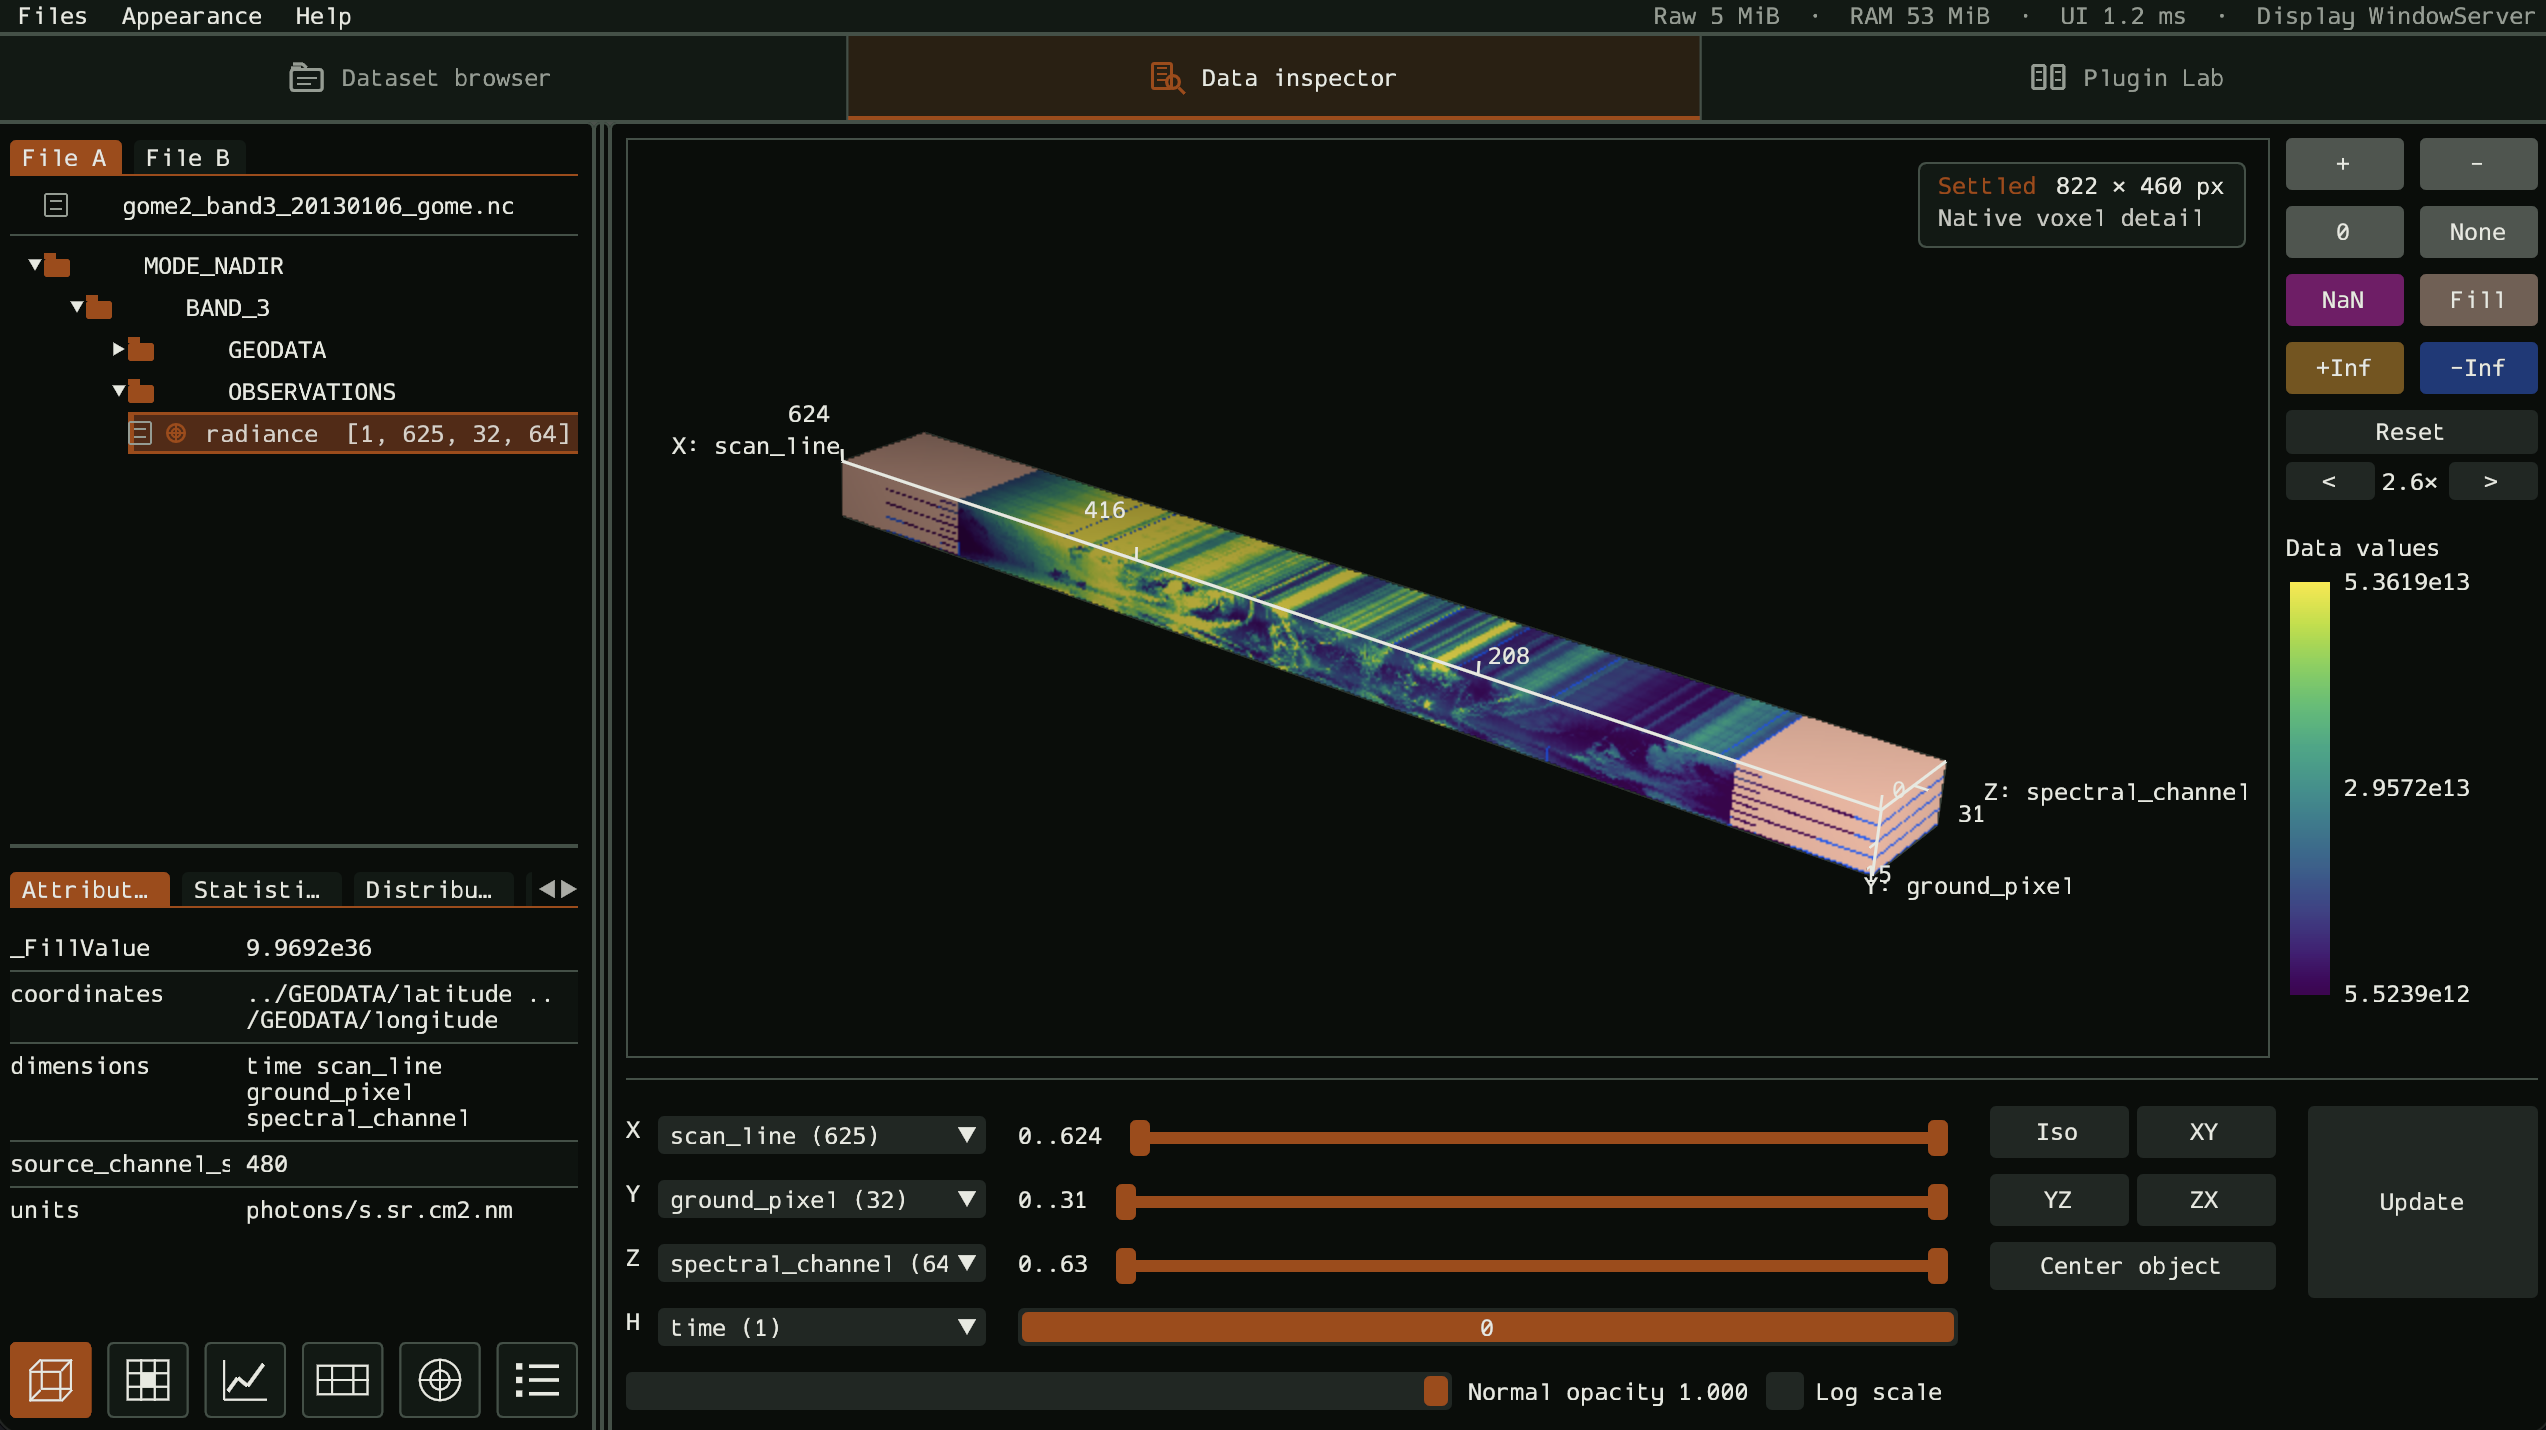 Files Appearance Help
Raw 5 MiB · RAM 53 MiB · UI 1.2 ms · Display WindowServer
Dataset browser
Data inspector
Plugin Lab
File A
File B
gome2_band3_20130106_gome.nc
MODE_NADIR
BAND_3
GEODATA
OBSERVATIONS
radiance [1, 625, 32, 64]
Attribut…
Statisti…
Distribu…
_FillValue 9.9692e36
coordinates ../GEODATA/latitude ..
/GEODATA/longitude
dimensions time scan_line
ground_pixel
spectral_channel
source_channel_s 480
units photons/s.sr.cm2.nm
Settled 822 × 460 px
Native voxel detail
624
X: scan_line
416
208
0
Z: spectral_channel
31
15
Y: ground_pixel
+
-
0
None
NaN
Fill
+Inf
-Inf
Reset
< 2.6× >
Data values
5.3619e13
2.9572e13
5.5239e12
X scan_line (625) 0..624
Y ground_pixel (32) 0..31
Z spectral_channel (64 0..63
H time (1) 0
Iso
XY
YZ
ZX
Center object
Update
Normal opacity 1.000
Log scale